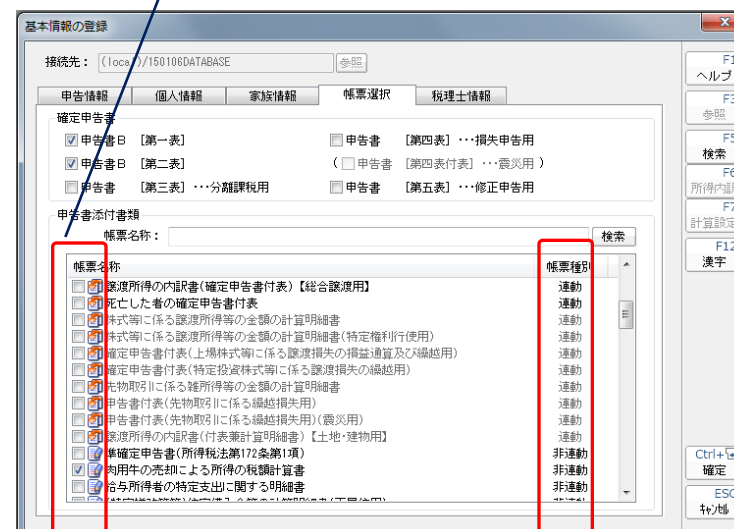 基本情報の登録
接続先： (local)/150106DATABASE 参照
申告情報 個人情報 家族情報 帳票選択 税理士情報
確定申告書
申告書B [第一表] 申告書 [第四表]・・・損失申告用
申告書B [第二表] ( 申告書 [第四表付表]・・・震災用 )
申告書 [第三表]・・・分離課税用 申告書 [第五表]・・・修正申告用
申告書添付書類
帳票名称： 検索
帳票名称 帳票種別
譲渡所得の内訳書(確定申告書付表)【総合譲渡用】 連動
死亡した者の確定申告書付表 連動
株式等に係る譲渡所得等の金額の計算明細書 連動
株式等に係る譲渡所得等の金額の計算明細書(特定権利行使用) 連動
確定申告書付表(上場株式等に係る譲渡損失の損益通算及び繰越用) 連動
確定申告書付表(特定投資株式等に係る譲渡損失の繰越用) 連動
先物取引に係る雑所得等の金額の計算明細書 連動
申告書付表(先物取引に係る繰越損失用) 連動
申告書付表(先物取引に係る繰越損失用)(震災用) 連動
譲渡所得の内訳書(付表兼計算明細書)【土地・建物用】 連動
準確定申告書(所得税法第172条第1項) 非連動
肉用牛の売却による所得の税額計算書 非連動
給与所得者の特定支出に関する明細書 非連動
F1
ヘルプ
F3
参照
F5
検索
F6
所得内訳
F7
計算設定
F12
漢字
Ctrl+
確定
ESC
キャンセル